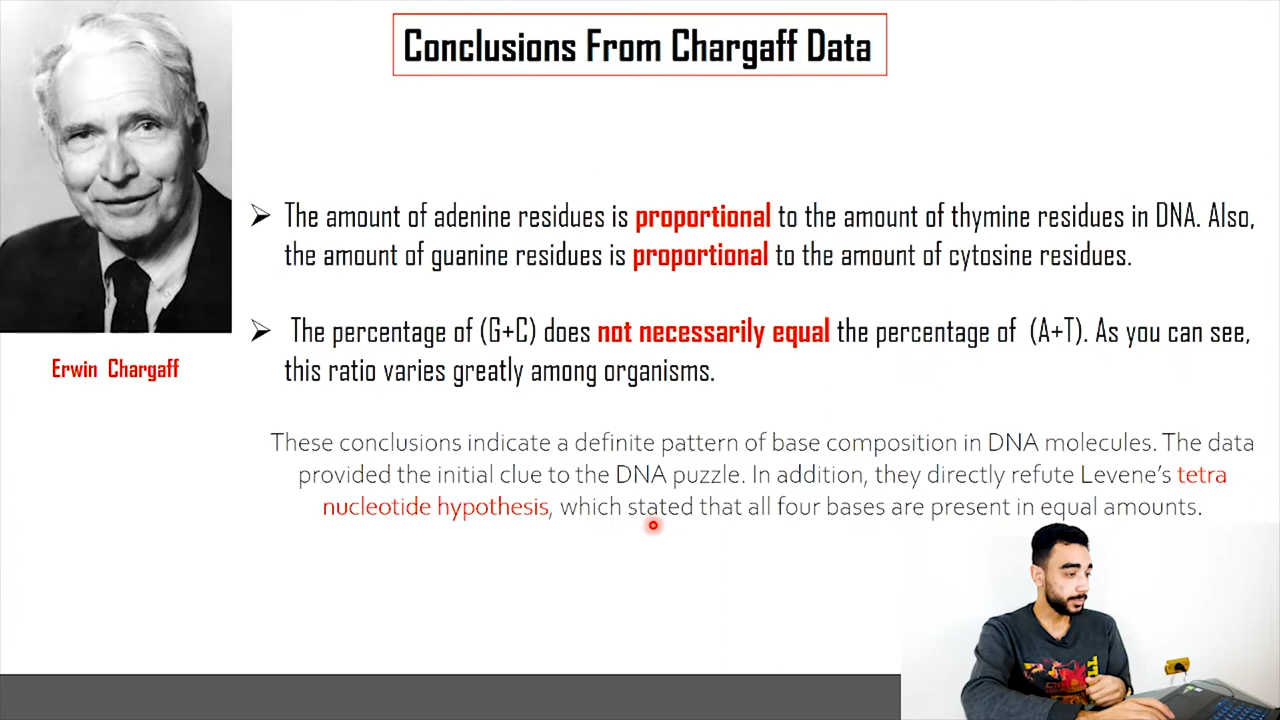 Conclusions From Chargaff Data
➢ The amount of adenine residues is proportional to the amount of thymine residues in DNA. Also,
the amount of guanine residues is proportional to the amount of cytosine residues.
➢ The percentage of (G+C) does not necessarily equal the percentage of (A+T). As you can see,
this ratio varies greatly among organisms.
Erwin Chargaff
These conclusions indicate a definite pattern of base composition in DNA molecules. The data
provided the initial clue to the DNA puzzle. In addition, they directly refute Levene's tetra
nucleotide hypothesis, which stated that all four bases are present in equal amounts.